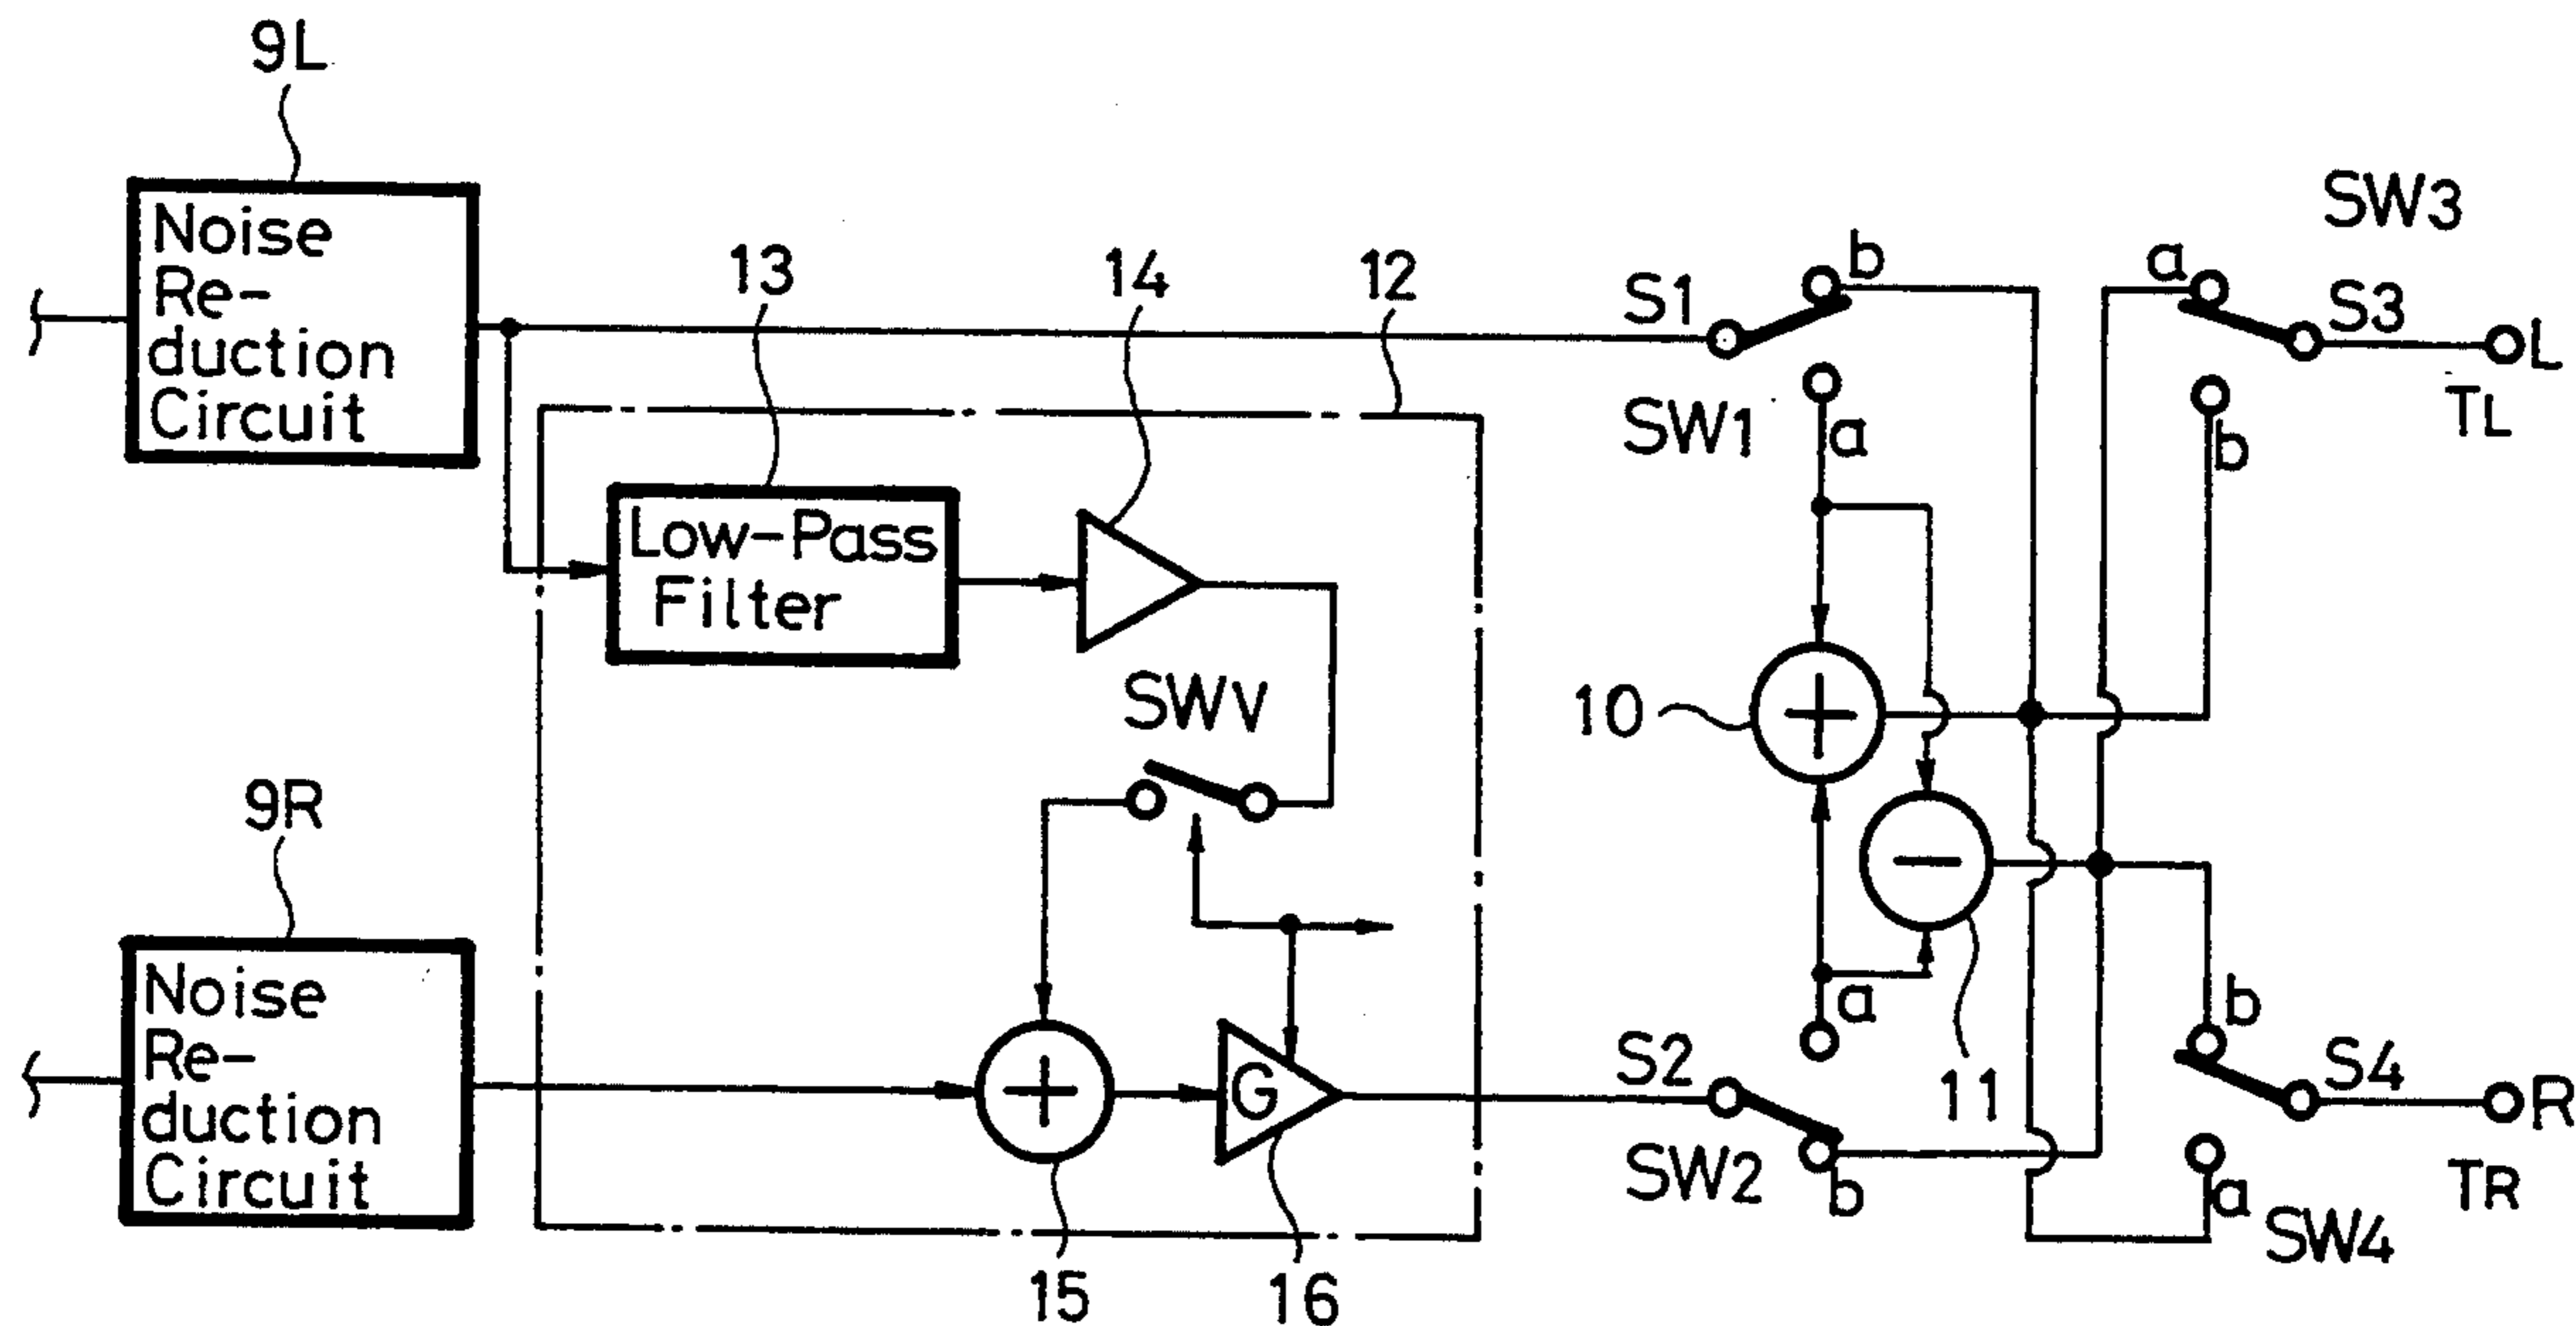 9L
Noise
Re-
duction
Circuit
13
14
12
Low-Pass
Filter
SWV
9R
Noise
Re-
duction
Circuit
15
G
16
S1
b
SW1
a
10
11
a
S2
SW2
b
a
SW3
S3
L
TL
b
b
S4
R
TR
a
SW4